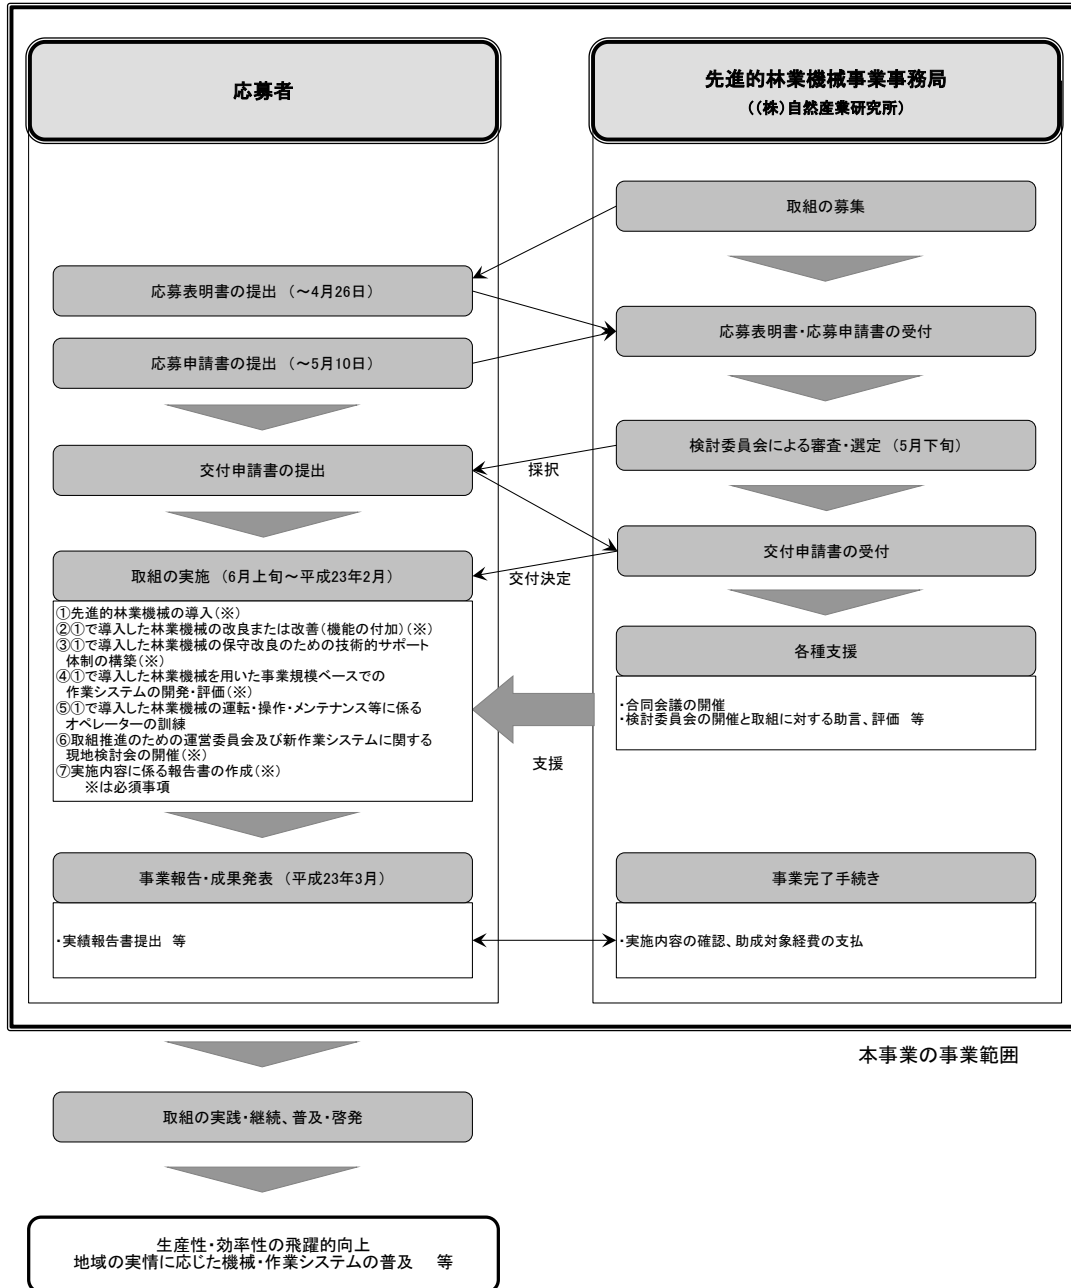 応募者
先進的林業機械事業事務局
((株)自然産業研究所)
取組の募集
応募表明書の提出 (～4月26日)
応募表明書・応募申請書の受付
応募申請書の提出 (～5月10日)
検討委員会による審査・選定 (5月下旬)
採択
交付申請書の提出
交付申請書の受付
交付決定
取組の実施 (6月上旬～平成23年2月)
①先進的林業機械の導入(※)
②①で導入した林業機械の改良または改善(機能の付加)(※)
③①で導入した林業機械の保守改良のための技術的サポート
体制の構築(※)
④①で導入した林業機械を用いた事業規模ベースでの
作業システムの開発・評価(※)
⑤①で導入した林業機械の運転・操作・メンテナンス等に係る
オペレーターの訓練
⑥取組推進のための運営委員会及び新作業システムに関する
現地検討会の開催(※)
⑦実施内容に係る報告書の作成(※)
※は必須事項
各種支援
・合同会議の開催
・検討委員会の開催と取組に対する助言、評価 等
支援
事業報告・成果発表 (平成23年3月)
・実績報告書提出 等
事業完了手続き
・実施内容の確認、助成対象経費の支払
本事業の事業範囲
取組の実践・継続、普及・啓発
生産性・効率性の飛躍的向上
地域の実情に応じた機械・作業システムの普及 等